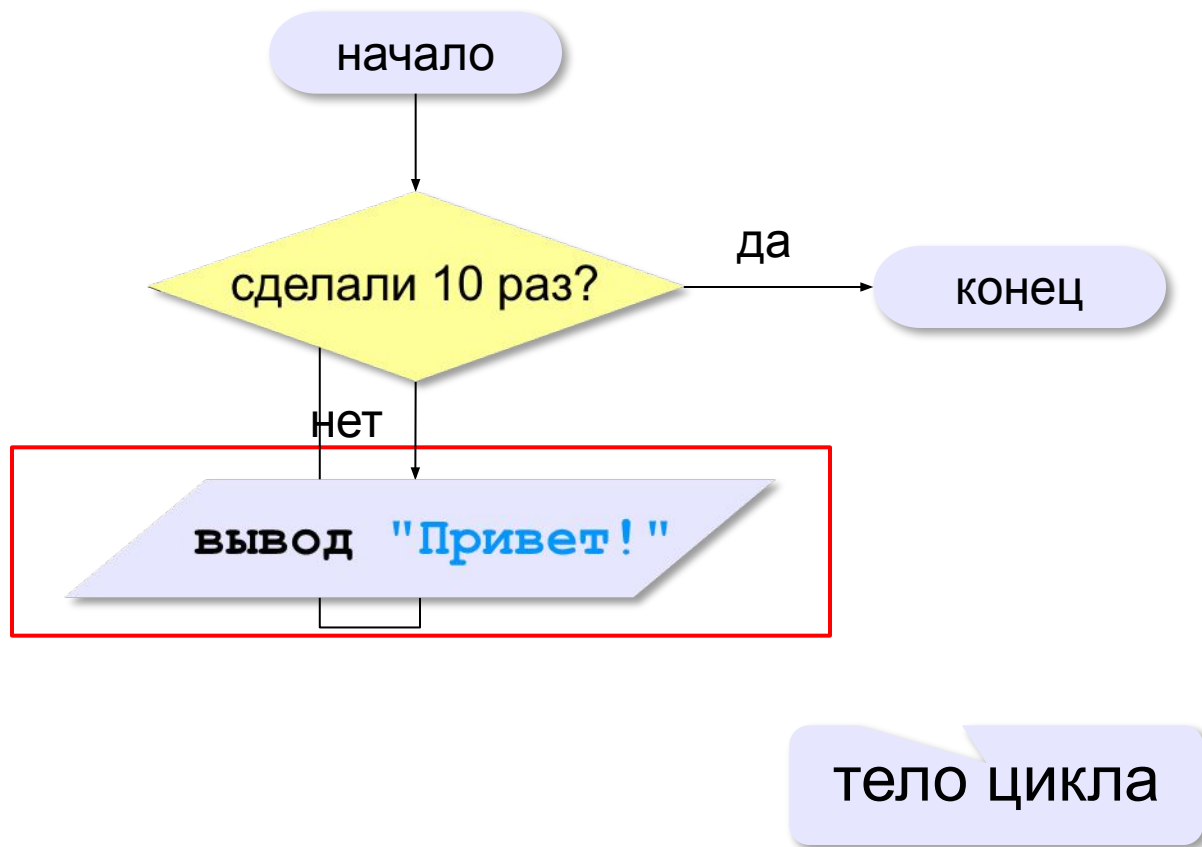 начало
сделали 10 раз?
да
конец
нет
вывод "Привет!"
тело цикла